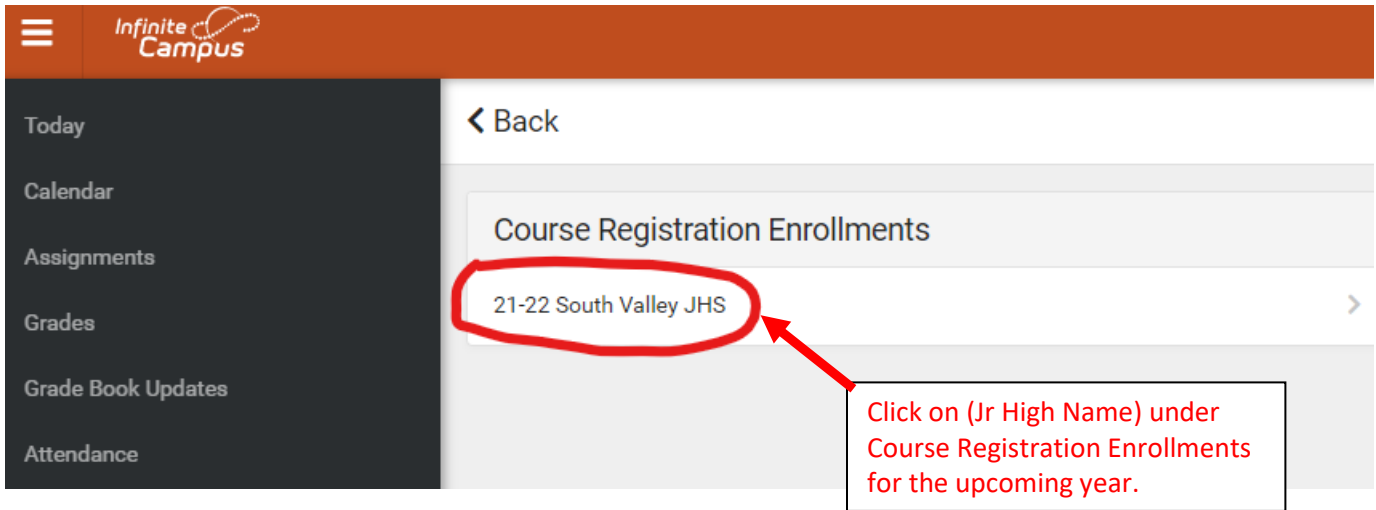 Infinite
Campus
Today
Calendar
Assignments
Grades
Grade Book Updates
Attendance
Back
Course Registration Enrollments
21-22 South Valley JHS
Click on (Jr High Name) under
Course Registration Enrollments
for the upcoming year.